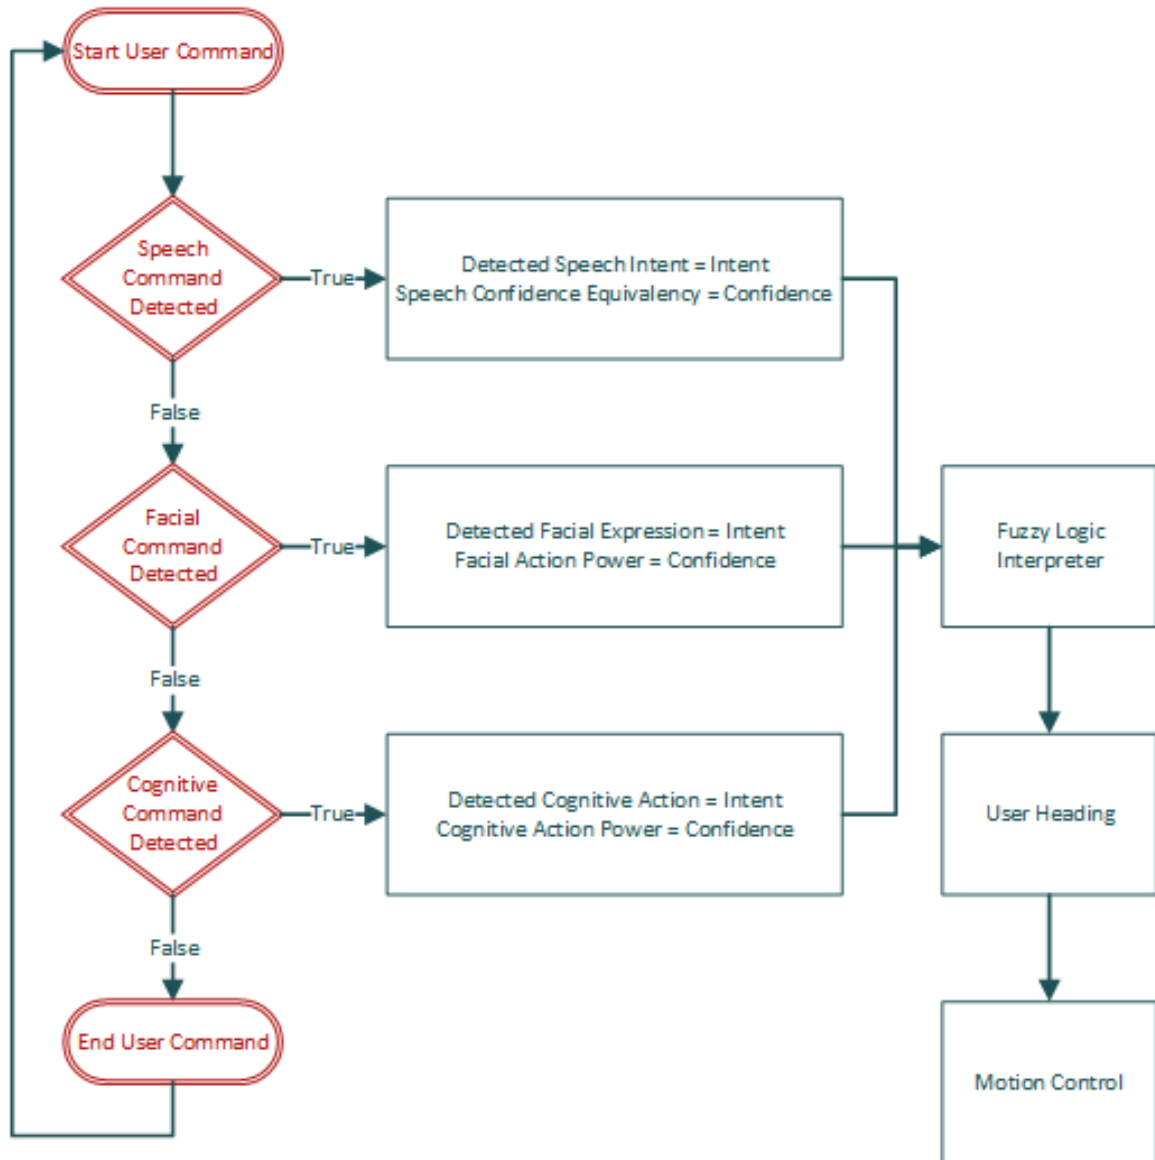 Start User Command
Speech
Command
Detected
True
Detected Speech Intent = Intent
Speech Confidence Equivalency = Confidence
False
Facial
Command
Detected
True
Detected Facial Expression = Intent
Facial Action Power = Confidence
Fuzzy Logic
Interpreter
False
Cognitive
Command
Detected
True
Detected Cognitive Action = Intent
Cognitive Action Power = Confidence
User Heading
False
End User Command
Motion Control